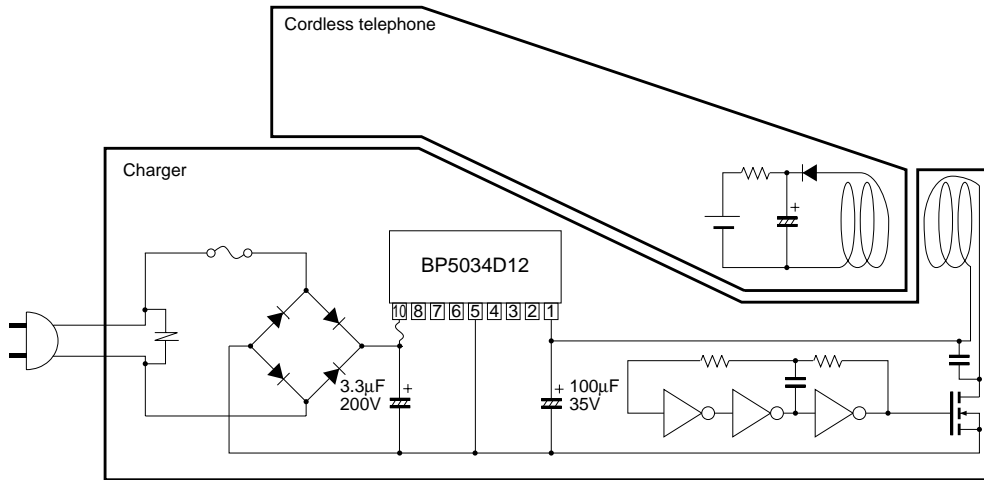 Cordless telephone
Charger
BP5034D12
10 8 7 6 5 4 3 2 1
3.3µF
200V
+
+ 100µF
35V
+